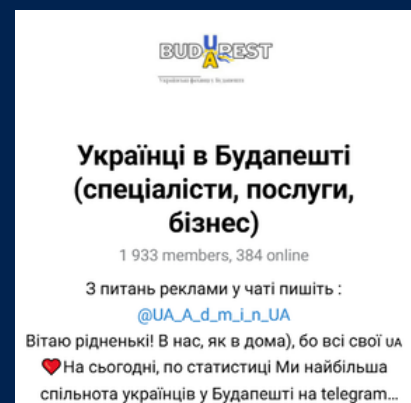 BUDAPEST
UA
Українці в Будапешті
(спеціалісти, послуги,
бізнес)
1 933 members, 384 online
З питань реклами у чаті пишіть :
@UA_A_d_m_i_n_UA
Вітаю рідненькі! В нас, як в дома), бо всі свої UA
❤️На сьогодні, по статистиці Ми найбільша
спільнота українців у Будапешті на telegram...